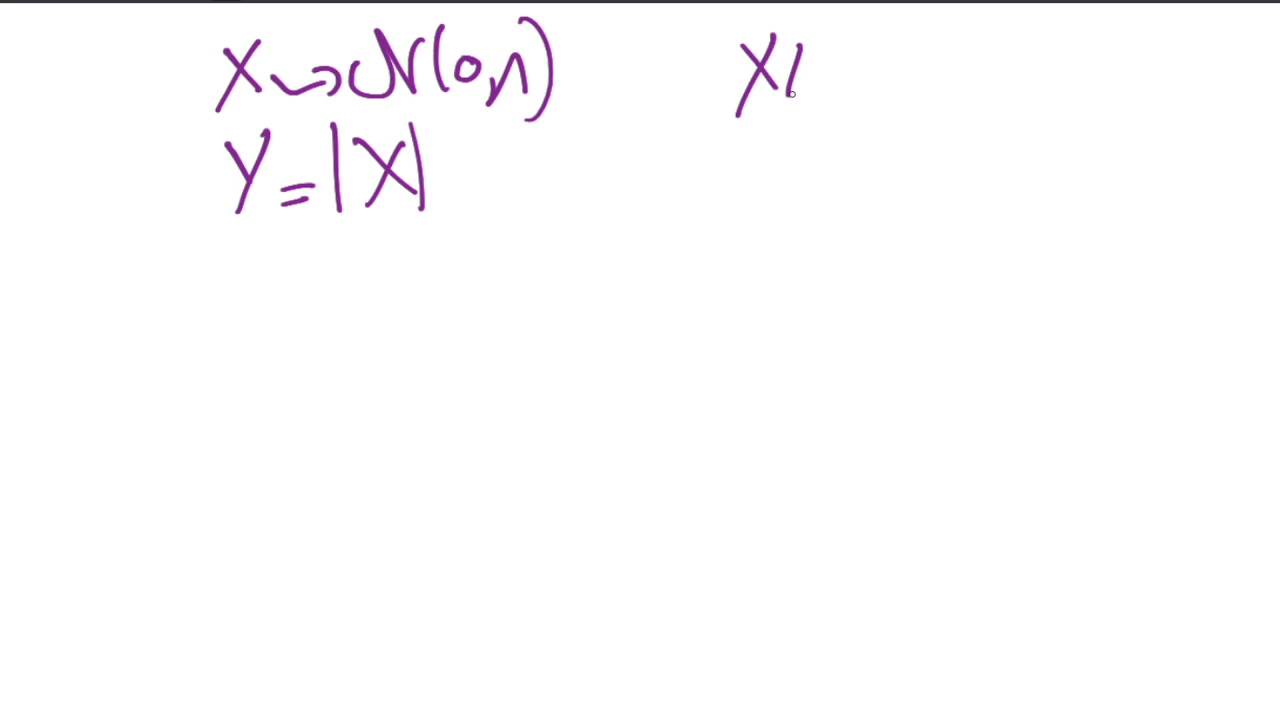 X ↪ N(0,1) X/
Y = |X|